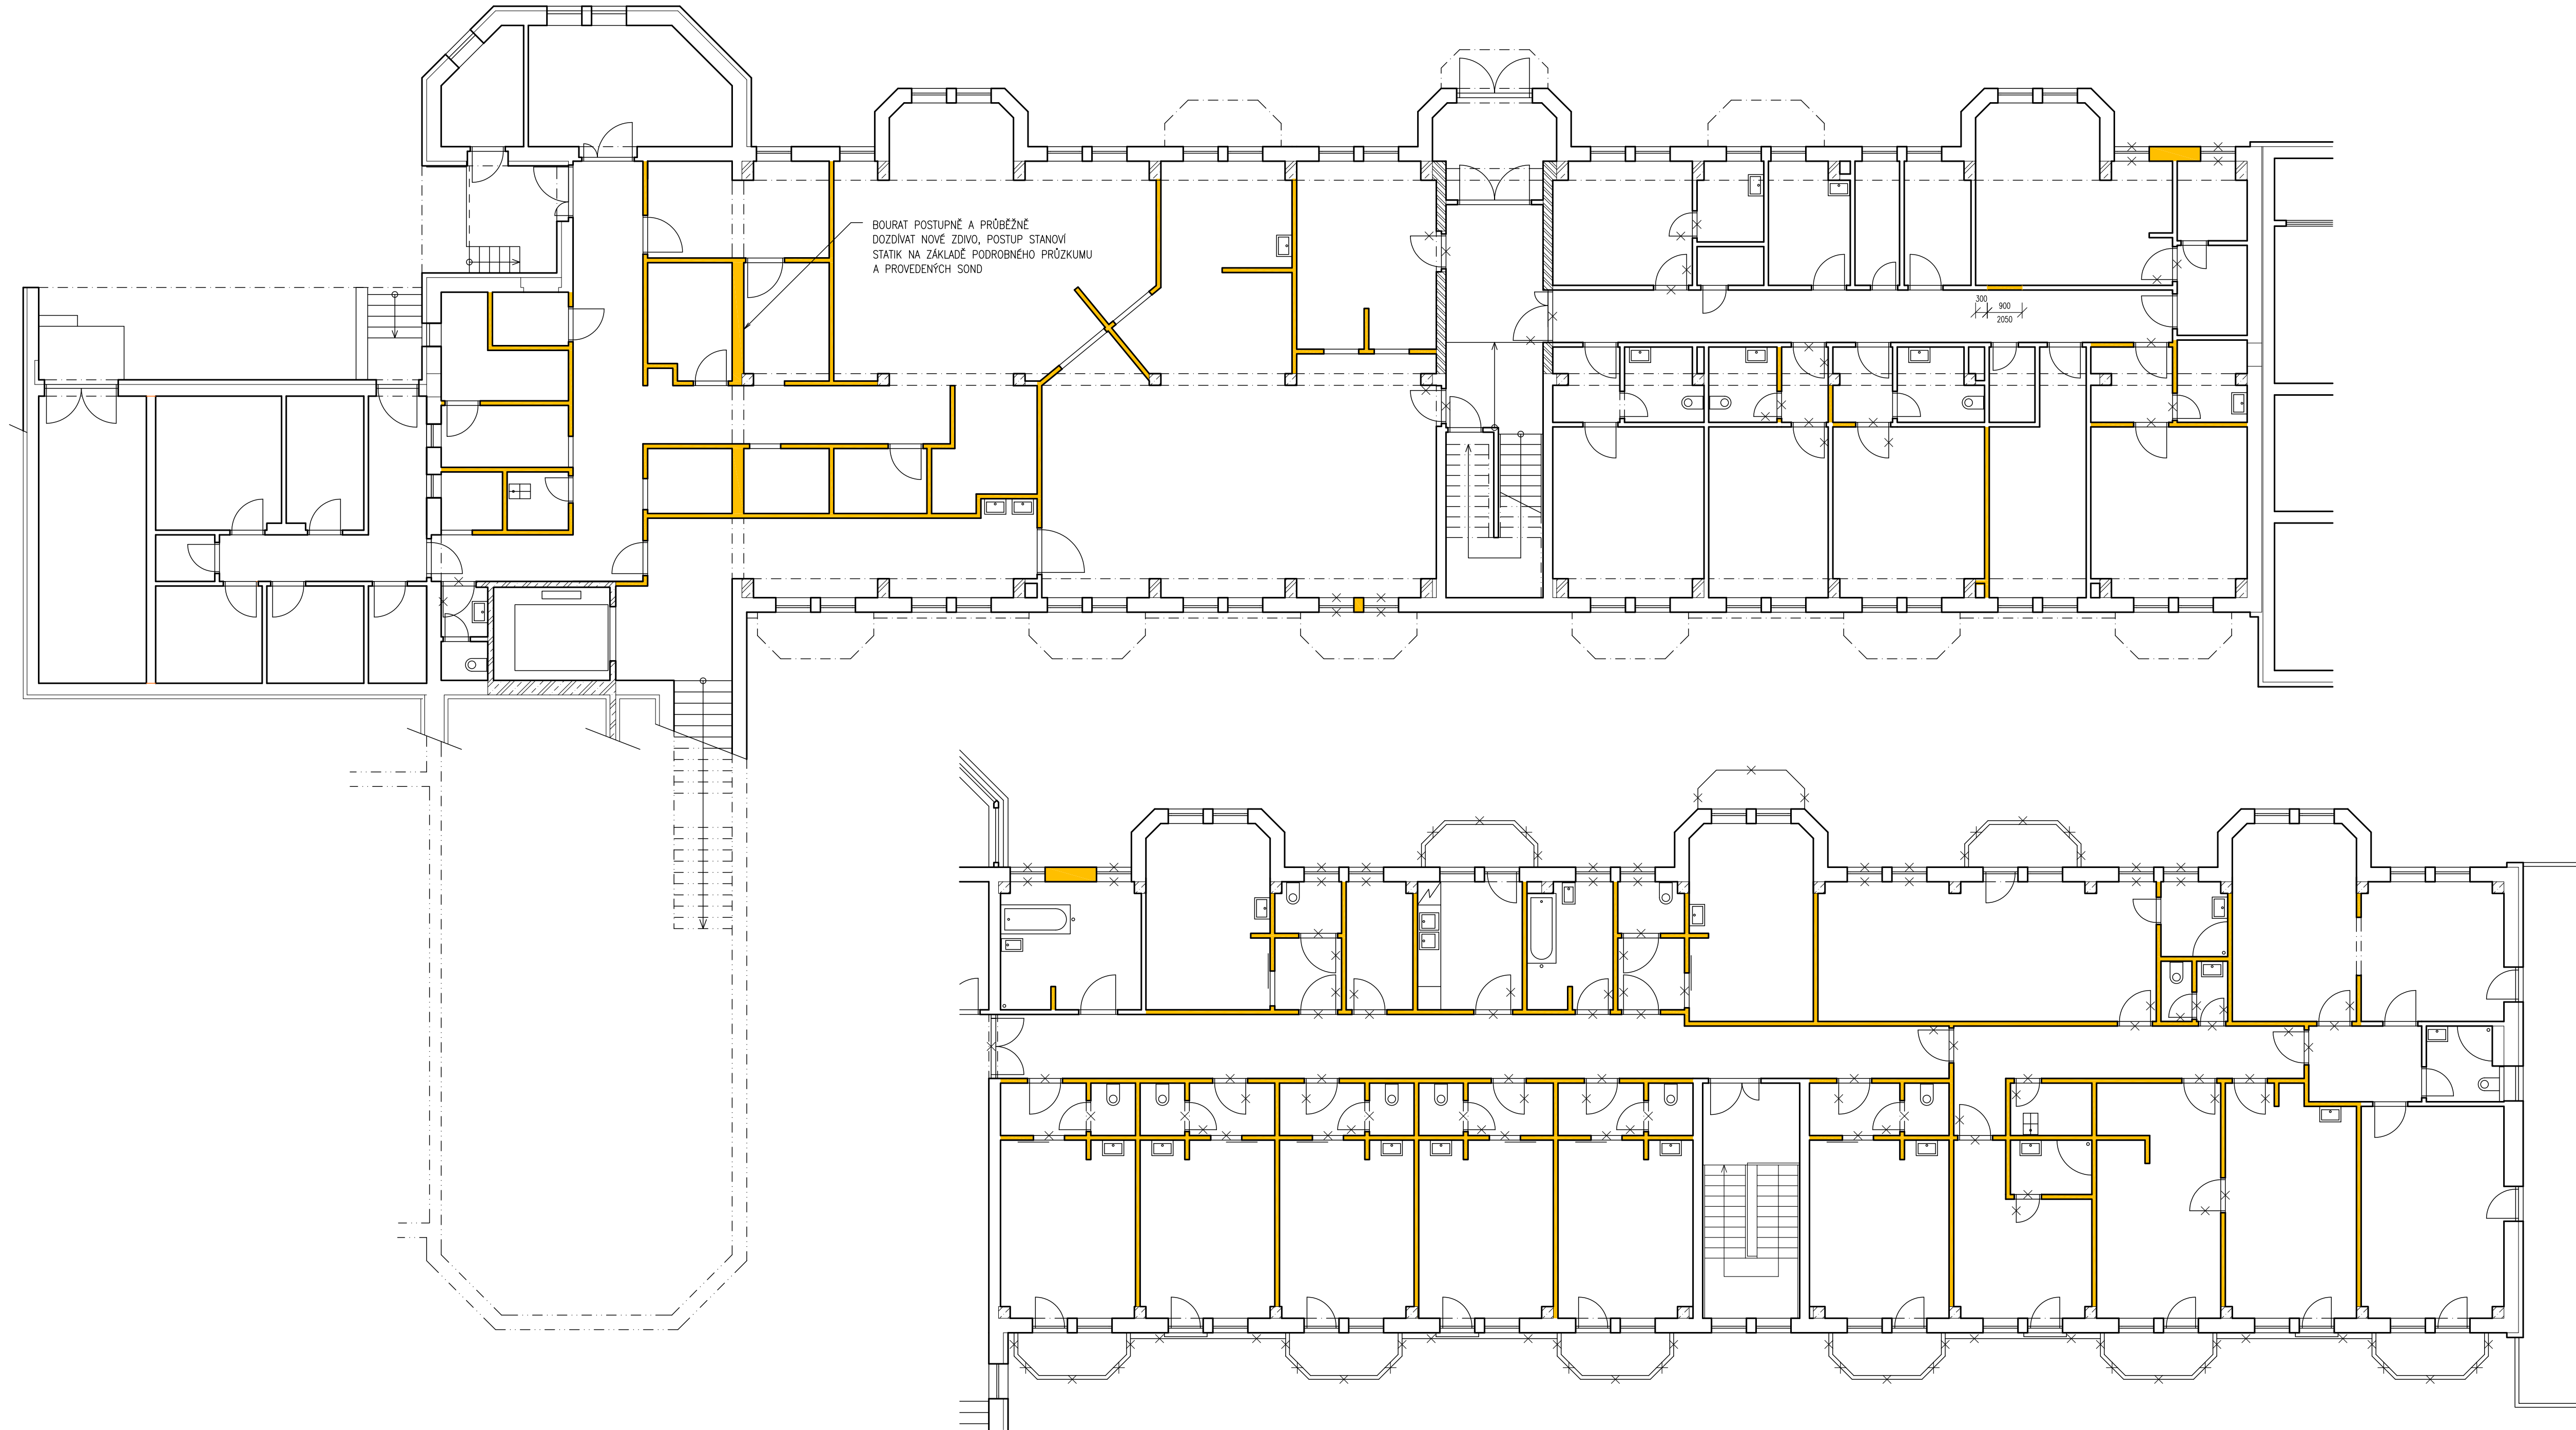 BOURAT POSTUPNĚ A PRŮBĚŽNĚ
DOZDÍVAT NOVÉ ZDIVO, POSTUP STANOVÍ
STATIK NA ZÁKLADĚ PODROBNÉHO PRŮZKUMU
A PROVEDENÝCH SOND
300
900
2050